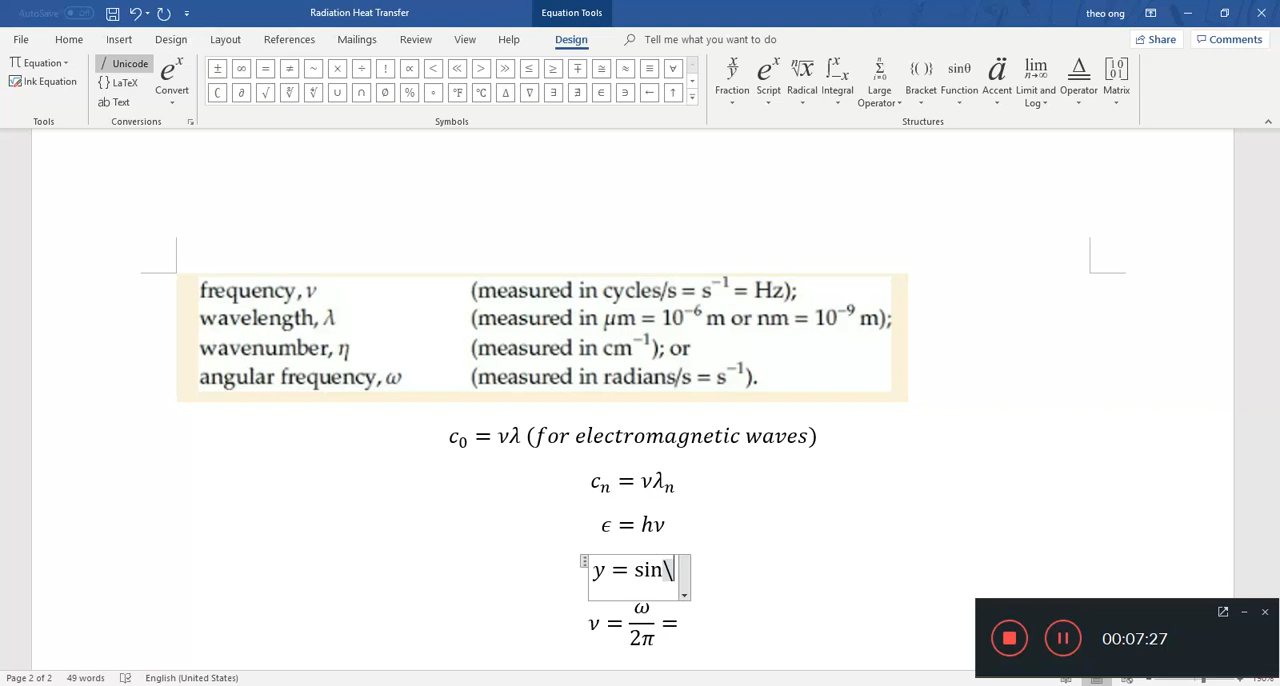 AutoSave Off
Radiation Heat Transfer
Equation Tools
theo ong
File Home Insert Design Layout References Mailings Review View Help Design Tell me what you want to do Share Comments
π Equation
Ink Equation
Tools
/ Unicode
{} LaTeX
ab Text
eˣ Convert
Conversions
± ∞ = ≠ ~ × ÷ ! ∝ < ≪ > ≫ ≤ ≥ ∓ ≅ ≈ ≡ ∀
∁ ∂ √ ∛ ∜ ∪ ∩ ∅ % ° °F °C ∆ ∇ ∃ ∄ ∈ ∋ ← ↑
Symbols
Fraction Script Radical Integral Large Operator Bracket Function Accent Limit and Log Operator Matrix
Structures
frequency, ν (measured in cycles/s = s⁻¹ = Hz);
wavelength, λ (measured in μm = 10⁻⁶ m or nm = 10⁻⁹ m);
wavenumber, η (measured in cm⁻¹); or
angular frequency, ω (measured in radians/s = s⁻¹).
c₀ = νλ (for electromagnetic waves)
cₙ = νλₙ
ϵ = hν
y = sin\
ν = ω/2π =
00:07:27
Page 2 of 2 49 words English (United States) 190%